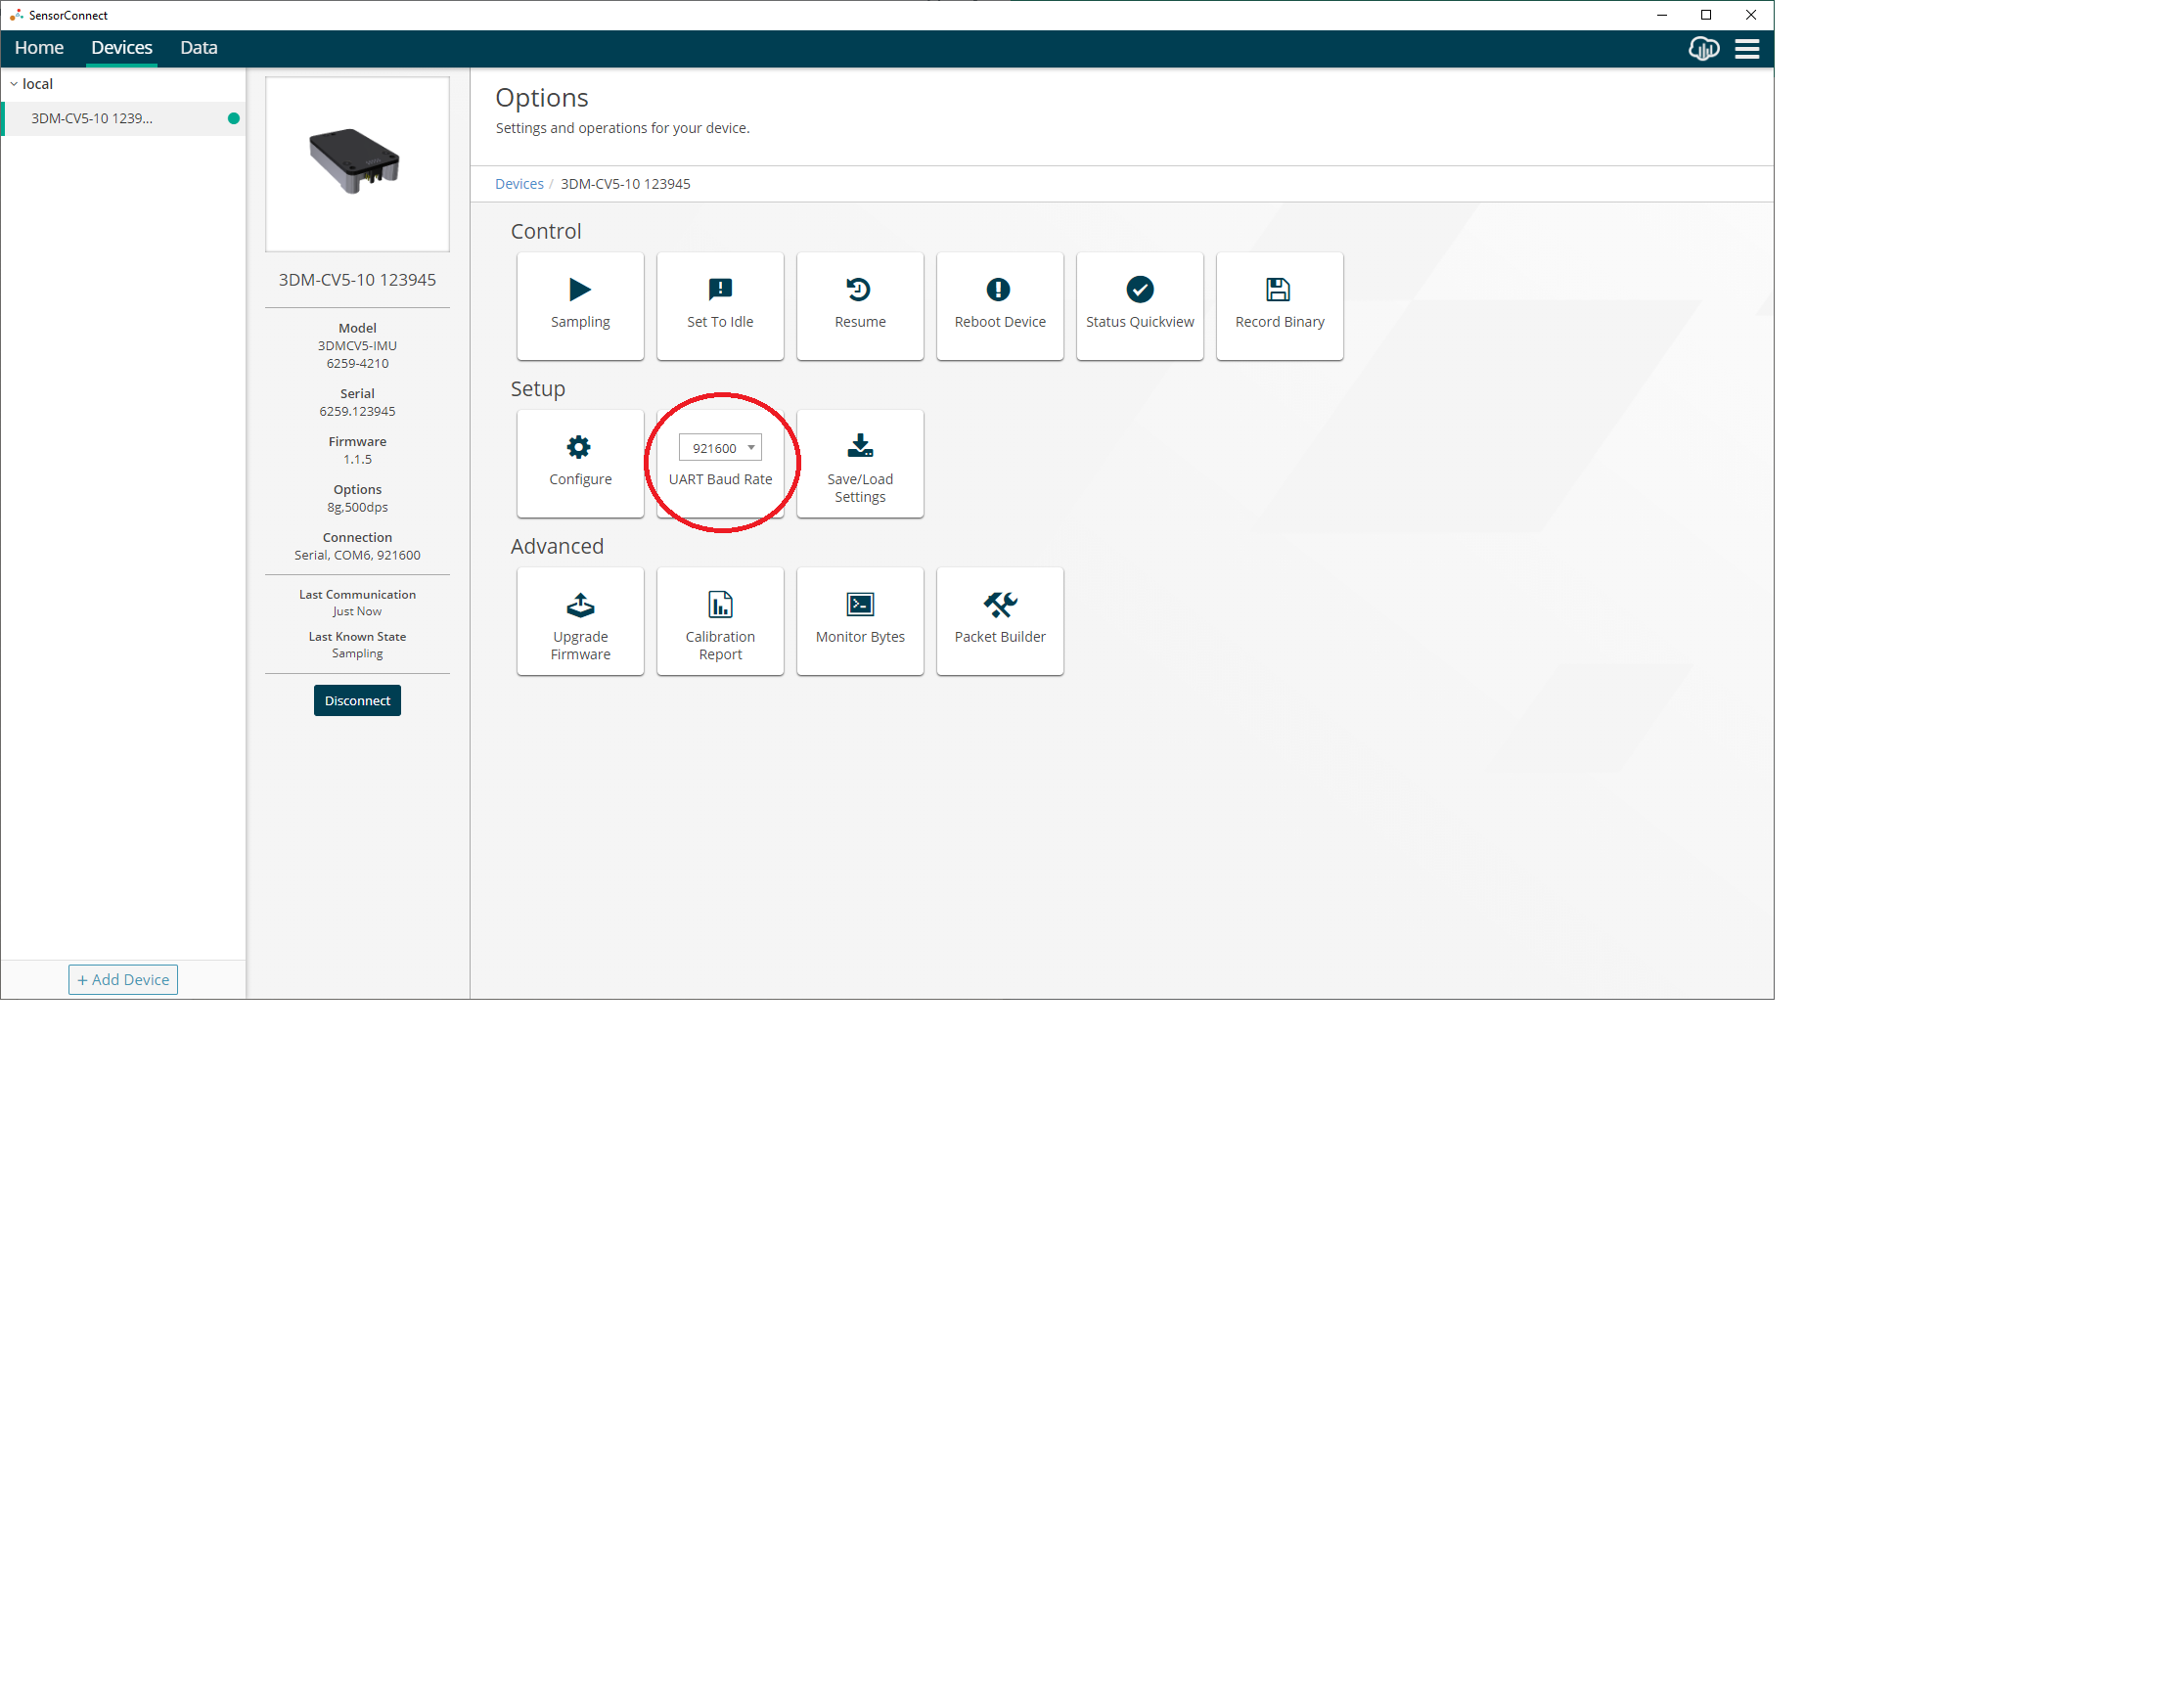 SensorConnect
Home Devices Data
local
3DM-CV5-10 1239...
+ Add Device
3DM-CV5-10 123945
Model
3DMCV5-IMU
6259-4210
Serial
6259.123945
Firmware
1.1.5
Options
8g,500dps
Connection
Serial, COM6, 921600
Last Communication
Just Now
Last Known State
Sampling
Disconnect
Options
Settings and operations for your device.
Devices / 3DM-CV5-10 123945
Control
Sampling
Set To Idle
Resume
Reboot Device
Status Quickview
Record Binary
Setup
Configure
921600
UART Baud Rate
Save/Load
Settings
Advanced
Upgrade
Firmware
Calibration
Report
Monitor Bytes
Packet Builder